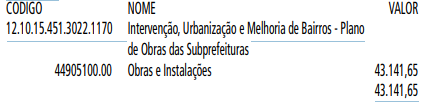 CODIGO NOME VALOR
12.10.15.451.3022.1170 Intervenção, Urbanização e Melhoria de Bairros - Plano
de Obras das Subprefeituras
44905100.00 Obras e Instalações 43.141,65
43.141,65